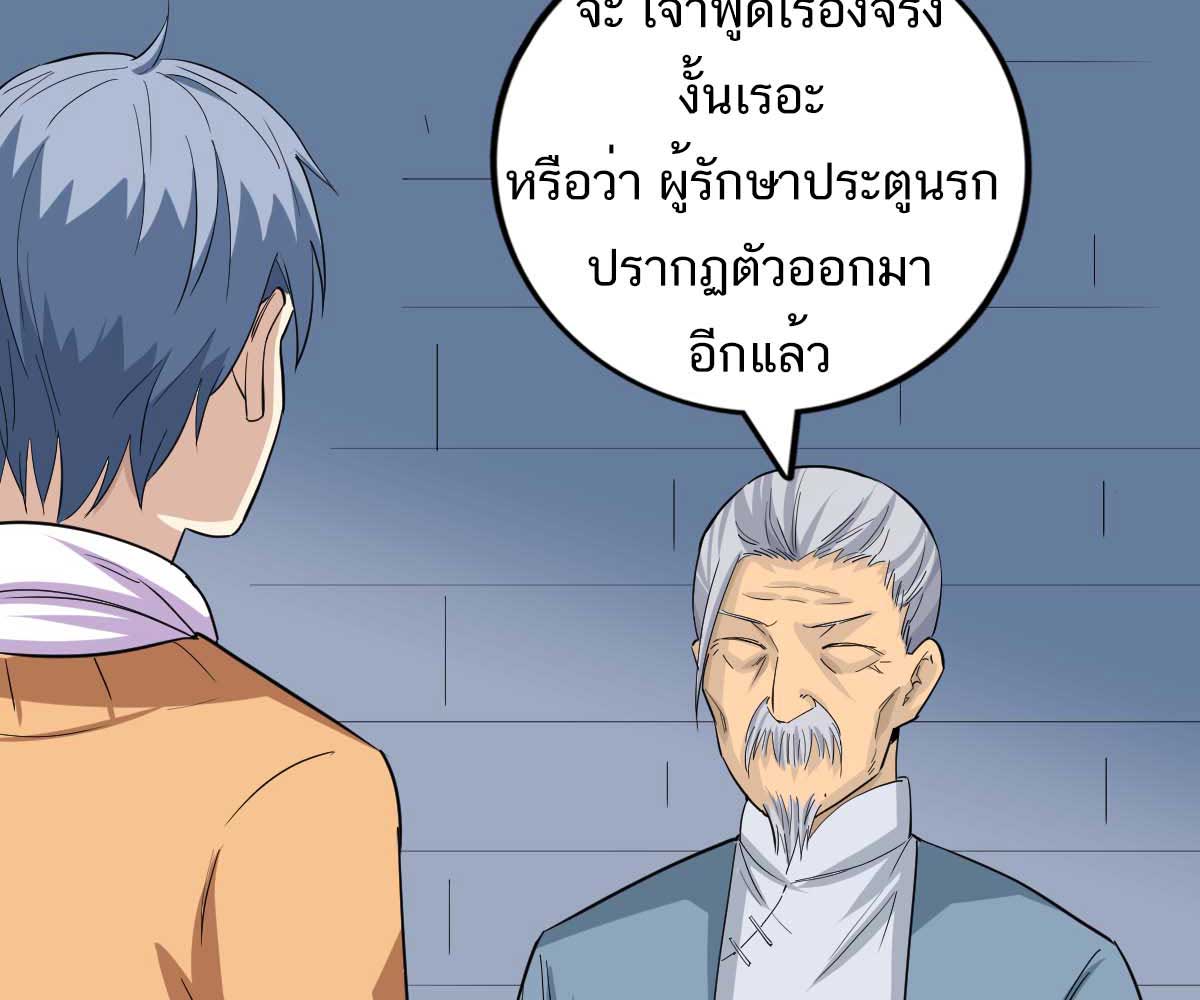 จะ เจ้าพูดเรื่องจริง
งั้นเรอะ
หรือว่า ผู้รักษาประตูนรก
ปรากฏตัวออกมา
อีกแล้ว